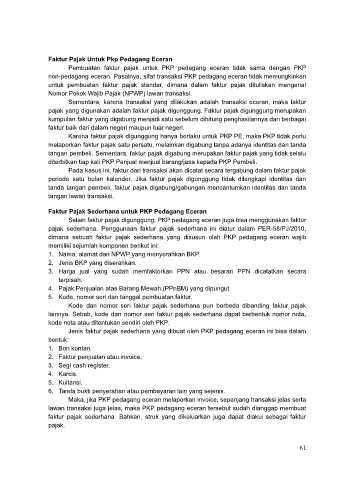 Faktur Pajak Untuk Pkp Pedagang Eceran
Pembuatan faktur pajak untuk PKP pedagang eceran tidak sama dengan PKP
non-pedagang eceran. Pasalnya, sifat transaksi PKP pedagang eceran tidak memungkinkan
untuk pembuatan faktur pajak standar, dimana dalam faktur pajak dituliskan mengenai
Nomor Pokok Wajib Pajak (NPWP) lawan transaksi.
Sementara, karena transaksi yang dilakukan adalah transaksi eceran, maka faktur
pajak yang digunakan adalah faktur pajak digunggung. Faktur pajak digunggung merupakan
kumpulan faktur yang digabung menjadi satu sebelum dihitung penghasilannya dari berbagai
faktur baik dari dalam negeri maupun luar negeri.
Karena faktur pajak digunggung hanya berlaku untuk PKP PE, maka PKP tidak perlu
melaporkan faktur pajak satu persatu, melainkan digabung tanpa adanya identitas dan tanda
tangan pembeli. Sementara, faktur pajak digabung merupakan faktur pajak yang tidak selalu
diterbitkan tiap kali PKP Penjual menjual barang/jasa kepada PKP Pembeli.
Pada kasus ini, faktur dari transaksi akan dicatat secara tergabung dalam faktur pajak
periode satu bulan kalender. Jika faktur pajak digunggung tidak dilengkapi identitas dan
tanda tangan pembeli, faktur pajak digabung/gabungan mencantumkan identitas dan tanda
tangan lawan transaksi.
Faktur Pajak Sederhana untuk PKP Pedagang Eceran
Selain faktur pajak digunggung, PKP pedagang eceran juga bisa menggunakan faktur
pajak sederhana. Penggunaan faktur pajak sederhana ini diatur dalam PER-58/PJ/2010,
dimana sebuah faktur pajak sederhana yang disusun oleh PKP pedagang eceran wajib
memiliki sejumlah komponen berikut ini:
1. Nama, alamat dan NPWP yang menyerahkan BKP.
2. Jenis BKP yang diserahkan.
3. Harga jual yang sudah memfaktorkan PPN atau besaran PPN dicatatkan secara
terpisah.
4. Pajak Penjualan atas Barang Mewah (PPnBM) yang dipungut.
5. Kode, nomor seri dan tanggal pembuatan faktur.
Kode dan nomor seri faktur pajak sederhana pun berbeda dibanding faktur pajak
lainnya. Sebab, kode dan nomor seri faktur pajak sederhana dapat berbentuk nomor nota,
kode nota atau ditentukan sendiri oleh PKP.
Jenis faktur pajak sederhana yang dibuat oleh PKP pedagang eceran ini bisa dalam
bentuk:
1. Bon kontan.
2. Faktur penjualan atau invoice.
3. Segi cash register.
4. Karcis.
5. Kuitansi.
6. Tanda bukti penyerahan atau pembayaran lain yang sejenis.
Maka, jika PKP pedagang eceran melaporkan invoice, sepanjang transaksi jelas serta
lawan transaksi juga jelas, maka PKP pedagang eceran tersebut sudah dianggap membuat
faktur pajak sederhana. Bahkan, struk yang dikeluarkan juga dapat diakui sebagai faktur
pajak.
61